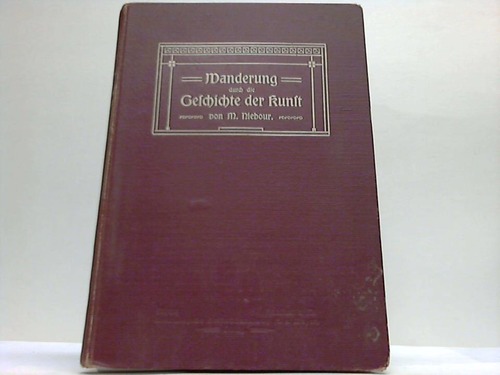 Wanderung
durch die
Geschichte der Kunst
von M. Niebour.